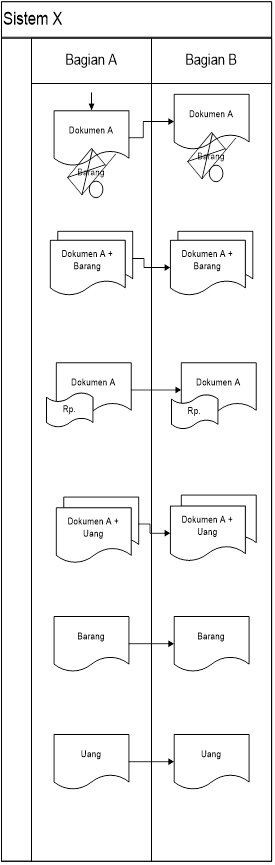 Sistem X
Bagian A
Bagian B
Dokumen A
Barang
Dokumen A
Barang
Dokumen A +
Barang
Dokumen A +
Barang
Dokumen A
Rp.
Dokumen A
Rp.
Dokumen A +
Uang
Dokumen A +
Uang
Barang
Barang
Uang
Uang